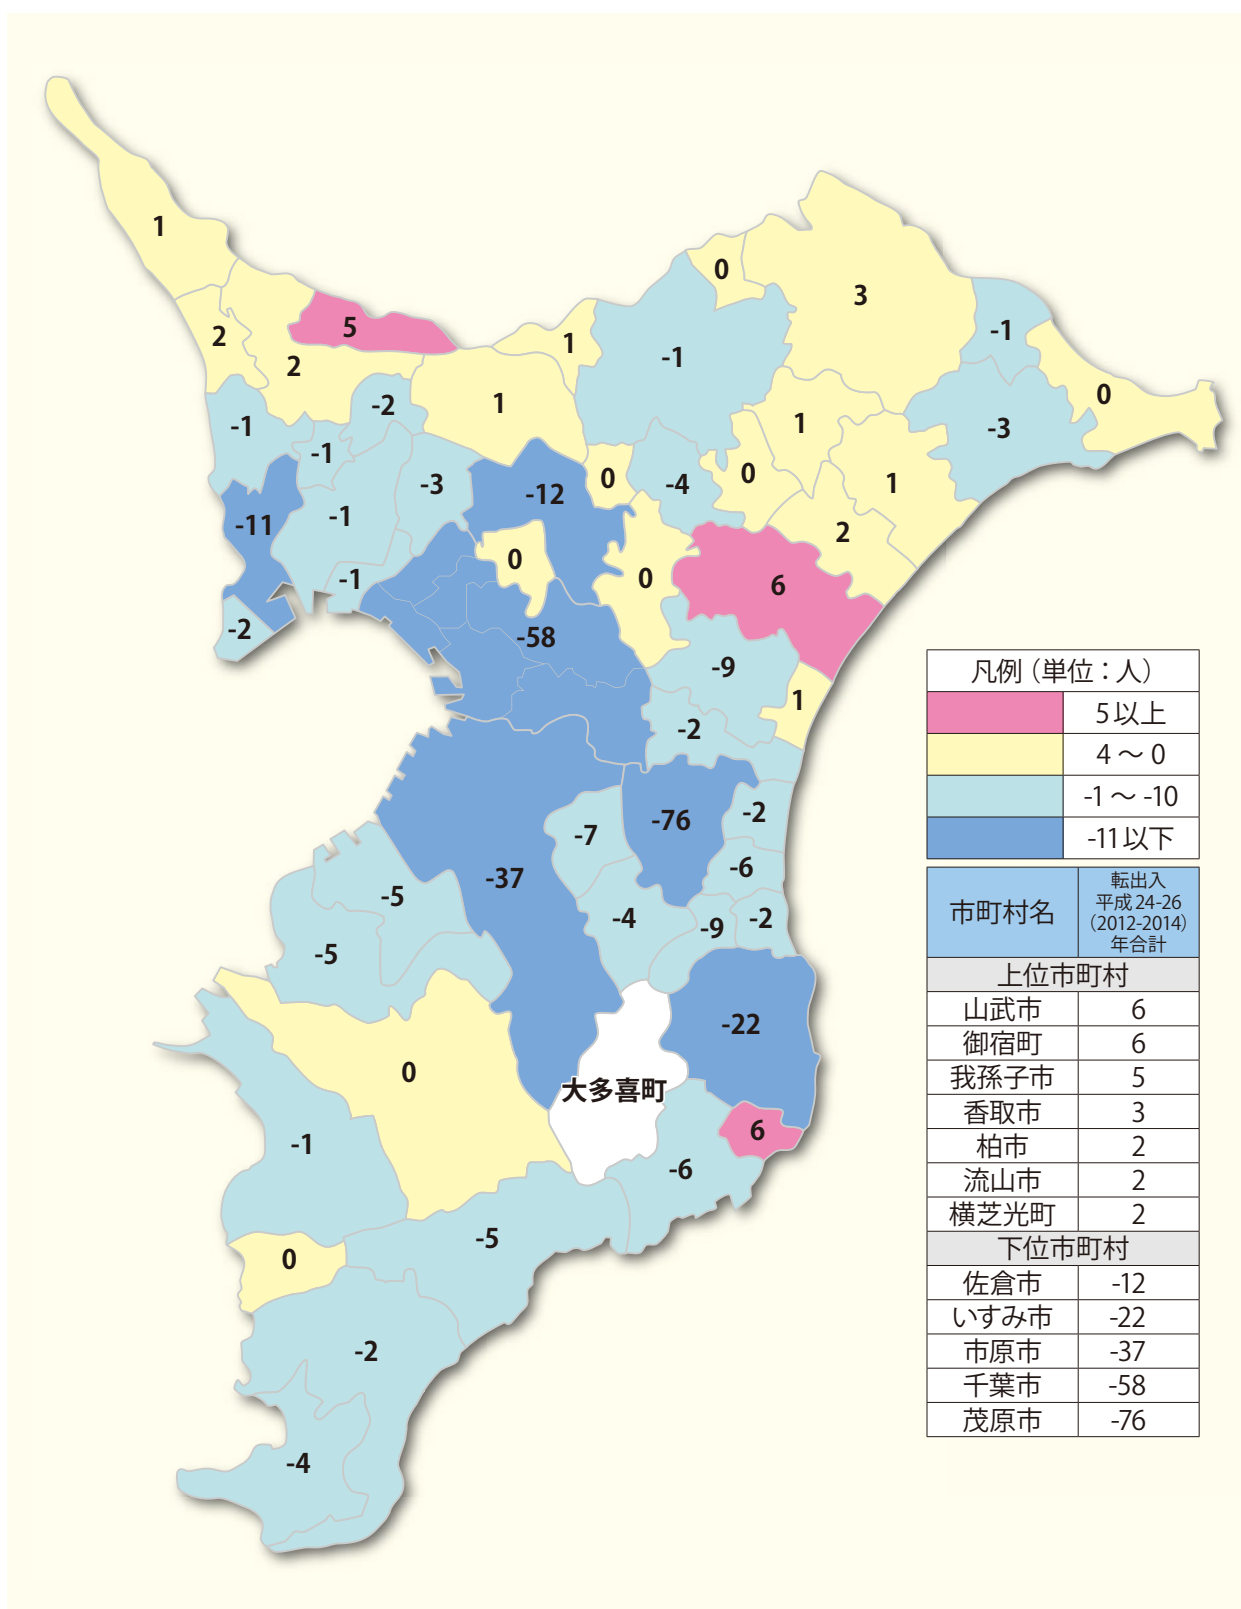 1
0
3
2
5
1
-1
-1
2
0
-1
-2
1
1
-3
-1
-3
-12
0
-4
0
1
-11
-1
2
0
0
6
-1
-2
-58
-9
1
-2
-7
-76
-2
-37
-6
-5
-4
-9
-2
-5
-22
0
大多喜町
-1
6
-6
-5
0
-2
-4
凡例（単位：人）
5以上
4 ～ 0
-1 ～ -10
-11以下
市町村名
転出入
平成24-26
（2012-2014）
年合計
上位市町村
山武市 6
御宿町 6
我孫子市 5
香取市 3
柏市 2
流山市 2
横芝光町 2
下位市町村
佐倉市 -12
いすみ市 -22
市原市 -37
千葉市 -58
茂原市 -76